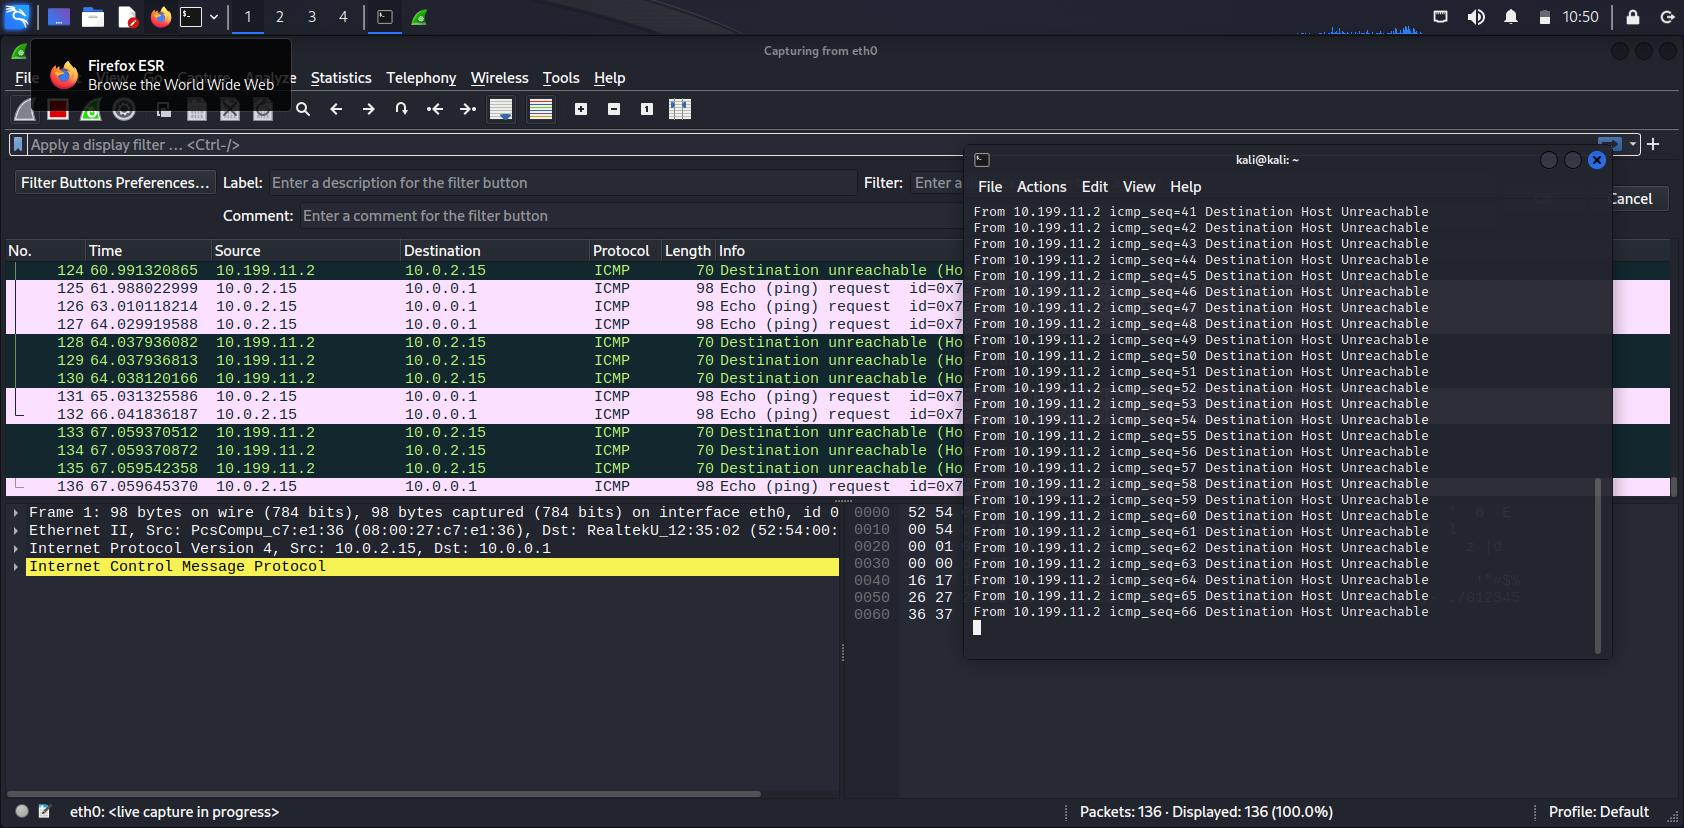 1 2 3 4
10:50
Capturing from eth0
Firefox ESR
Browse the World Wide Web
Statistics Telephony Wireless Tools Help
Apply a display filter … <Ctrl-/>
Filter Buttons Preferences…
Label: Enter a description for the filter button
Filter: Enter a
Comment: Enter a comment for the filter button
Cancel
No. Time Source Destination Protocol Length Info
124 60.991320865 10.199.11.2 10.0.2.15 ICMP 70 Destination unreachable (Ho
125 61.988022999 10.0.2.15 10.0.0.1 ICMP 98 Echo (ping) request id=0x7
126 63.010118214 10.0.2.15 10.0.0.1 ICMP 98 Echo (ping) request id=0x7
127 64.029919588 10.0.2.15 10.0.0.1 ICMP 98 Echo (ping) request id=0x7
128 64.037936082 10.199.11.2 10.0.2.15 ICMP 70 Destination unreachable (Ho
129 64.037936813 10.199.11.2 10.0.2.15 ICMP 70 Destination unreachable (Ho
130 64.038120166 10.199.11.2 10.0.2.15 ICMP 70 Destination unreachable (Ho
131 65.031325586 10.0.2.15 10.0.0.1 ICMP 98 Echo (ping) request id=0x7
132 66.041836187 10.0.2.15 10.0.0.1 ICMP 98 Echo (ping) request id=0x7
133 67.059370512 10.199.11.2 10.0.2.15 ICMP 70 Destination unreachable (Ho
134 67.059370872 10.199.11.2 10.0.2.15 ICMP 70 Destination unreachable (Ho
135 67.059542358 10.199.11.2 10.0.2.15 ICMP 70 Destination unreachable (Ho
136 67.059645370 10.0.2.15 10.0.0.1 ICMP 98 Echo (ping) request id=0x7
Frame 1: 98 bytes on wire (784 bits), 98 bytes captured (784 bits) on interface eth0, id 0
Ethernet II, Src: PcsCompu_c7:e1:36 (08:00:27:c7:e1:36), Dst: RealtekU_12:35:02 (52:54:00:
Internet Protocol Version 4, Src: 10.0.2.15, Dst: 10.0.0.1
Internet Control Message Protocol
0000 52 54
0010 00 54
0020 00 01
0030 00 00
0040 16 17
0050 26 27
0060 36 37
kali@kali: ~
File Actions Edit View Help
From 10.199.11.2 icmp_seq=41 Destination Host Unreachable
From 10.199.11.2 icmp_seq=42 Destination Host Unreachable
From 10.199.11.2 icmp_seq=43 Destination Host Unreachable
From 10.199.11.2 icmp_seq=44 Destination Host Unreachable
From 10.199.11.2 icmp_seq=45 Destination Host Unreachable
From 10.199.11.2 icmp_seq=46 Destination Host Unreachable
From 10.199.11.2 icmp_seq=47 Destination Host Unreachable
From 10.199.11.2 icmp_seq=48 Destination Host Unreachable
From 10.199.11.2 icmp_seq=49 Destination Host Unreachable
From 10.199.11.2 icmp_seq=50 Destination Host Unreachable
From 10.199.11.2 icmp_seq=51 Destination Host Unreachable
From 10.199.11.2 icmp_seq=52 Destination Host Unreachable
From 10.199.11.2 icmp_seq=53 Destination Host Unreachable
From 10.199.11.2 icmp_seq=54 Destination Host Unreachable
From 10.199.11.2 icmp_seq=55 Destination Host Unreachable
From 10.199.11.2 icmp_seq=56 Destination Host Unreachable
From 10.199.11.2 icmp_seq=57 Destination Host Unreachable
From 10.199.11.2 icmp_seq=58 Destination Host Unreachable
From 10.199.11.2 icmp_seq=59 Destination Host Unreachable
From 10.199.11.2 icmp_seq=60 Destination Host Unreachable
From 10.199.11.2 icmp_seq=61 Destination Host Unreachable
From 10.199.11.2 icmp_seq=62 Destination Host Unreachable
From 10.199.11.2 icmp_seq=63 Destination Host Unreachable
From 10.199.11.2 icmp_seq=64 Destination Host Unreachable
From 10.199.11.2 icmp_seq=65 Destination Host Unreachable
From 10.199.11.2 icmp_seq=66 Destination Host Unreachable
eth0: <live capture in progress>
Packets: 136 · Displayed: 136 (100.0%)
Profile: Default